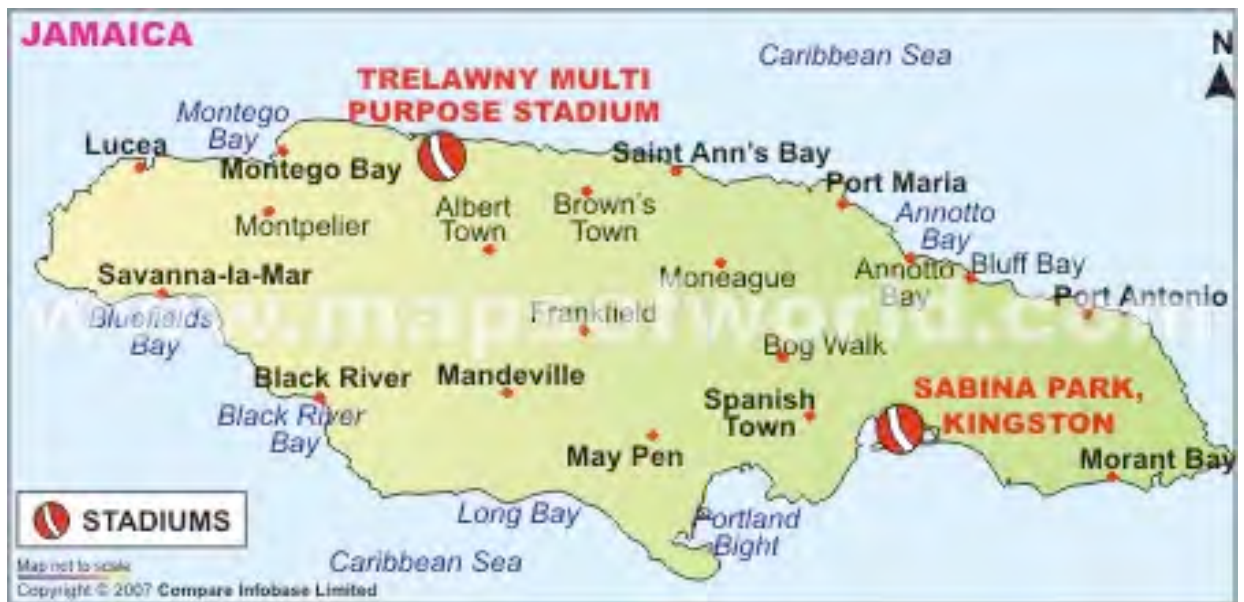 JAMAICA
Caribbean Sea
N
TRELAWNY MULTI
PURPOSE STADIUM
Montego
Bay
Lucea
Montego Bay
Saint Ann's Bay
Port Maria
Annotto
Bay
Montpelier
Albert
Town
Brown's
Town
Moneague
Annotto
Bay
Bluff Bay
Savanna-la-Mar
Port Antonio
www.mapsofworld.com
Bluefields
Bay
Frankfield
Bog Walk
Black River
Mandeville
Black River
Bay
Spanish
Town
SABINA PARK,
KINGSTON
May Pen
Morant Bay
Long Bay
Portland
Bight
STADIUMS
Caribbean Sea
Map not to scale
Copyright © 2007 Compare Infobase Limited